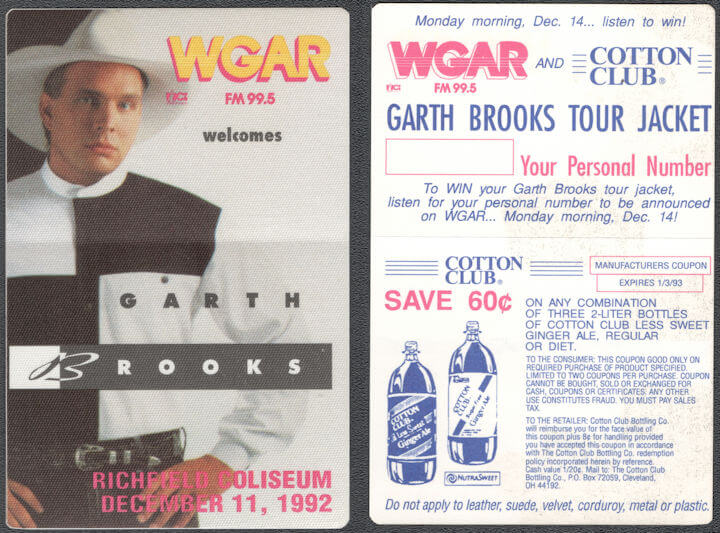 WGAR
FM 99.5
welcomes
GARTH
BROOKS
RICHFIELD COLISEUM
DECEMBER 11, 1992
Monday morning, Dec. 14... listen to win!
WGAR AND COTTON
CLUB®
FM 99.5
GARTH BROOKS TOUR JACKET
Your Personal Number
To WIN your Garth Brooks tour jacket,
listen for your personal number to be announced
on WGAR... Monday morning, Dec. 14!
COTTON
CLUB®
MANUFACTURERS COUPON
EXPIRES 1/3/93
SAVE 60¢
ON ANY COMBINATION
OF THREE 2-LITER BOTTLES
OF COTTON CLUB LESS SWEET
GINGER ALE, REGULAR
OR DIET.
TO THE CONSUMER: THIS COUPON GOOD ONLY ON
REQUIRED PURCHASE OF PRODUCT SPECIFIED.
LIMITED TO TWO COUPONS PER PURCHASE. COUPON
CANNOT BE BOUGHT, SOLD OR EXCHANGED FOR
CASH, COUPONS OR CERTIFICATES. ANY OTHER
USE CONSTITUTES FRAUD. YOU MUST PAY SALES
TAX.
TO THE RETAILER: Cotton Club Bottling Co.
will reimburse you for the face value of
this coupon plus 8¢ for handling provided
you have accepted this coupon in accordance
with The Cotton Club Bottling Co. redemption
policy incorporated herein by reference.
Cash value 1/20¢. Mail to: The Cotton Club
Bottling Co., P.O. Box 72059, Cleveland,
OH 44192.
COTTON
CLUB
Less Sweet
Ginger Ale
COTTON
CLUB
Ginger Ale
NUTRASWEET
Do not apply to leather, suede, velvet, corduroy, metal or plastic.